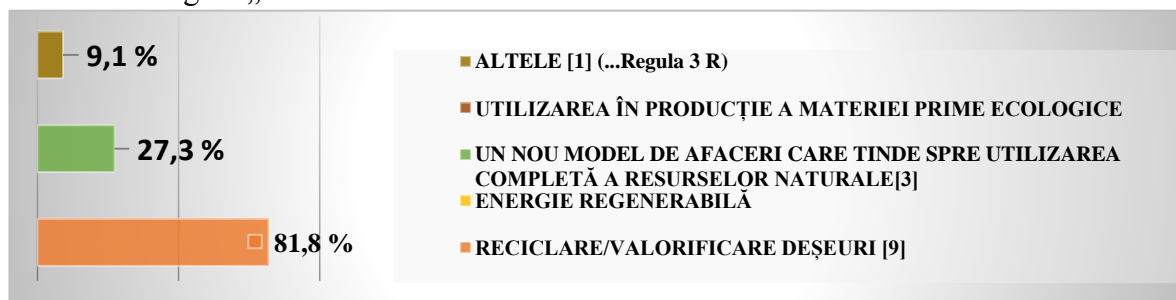 9,1 %
27,3 %
81,8 %
ALTELE [1] (...Regula 3 R)
UTILIZAREA ÎN PRODUCȚIE A MATERIEI PRIME ECOLOGICE
UN NOU MODEL DE AFACERI CARE TINDE SPRE UTILIZAREA
COMPLETĂ A RESURSELOR NATURALE[3]
ENERGIE REGENERABILĂ
RECICLARE/VALORIFICARE DEȘEURI [9]